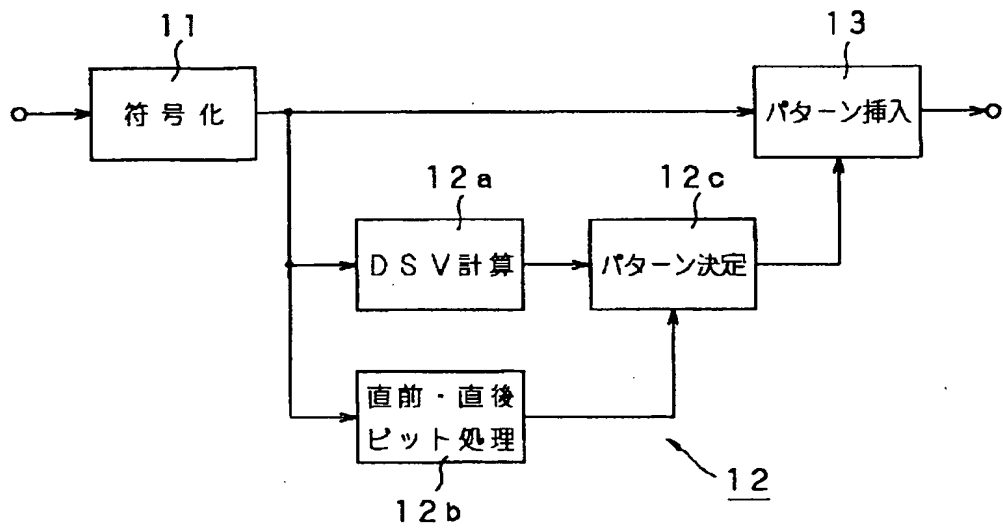 11
符号化
13
パターン挿入
12a
DSV計算
12c
パターン決定
直前・直後
ビット処理
12b
12